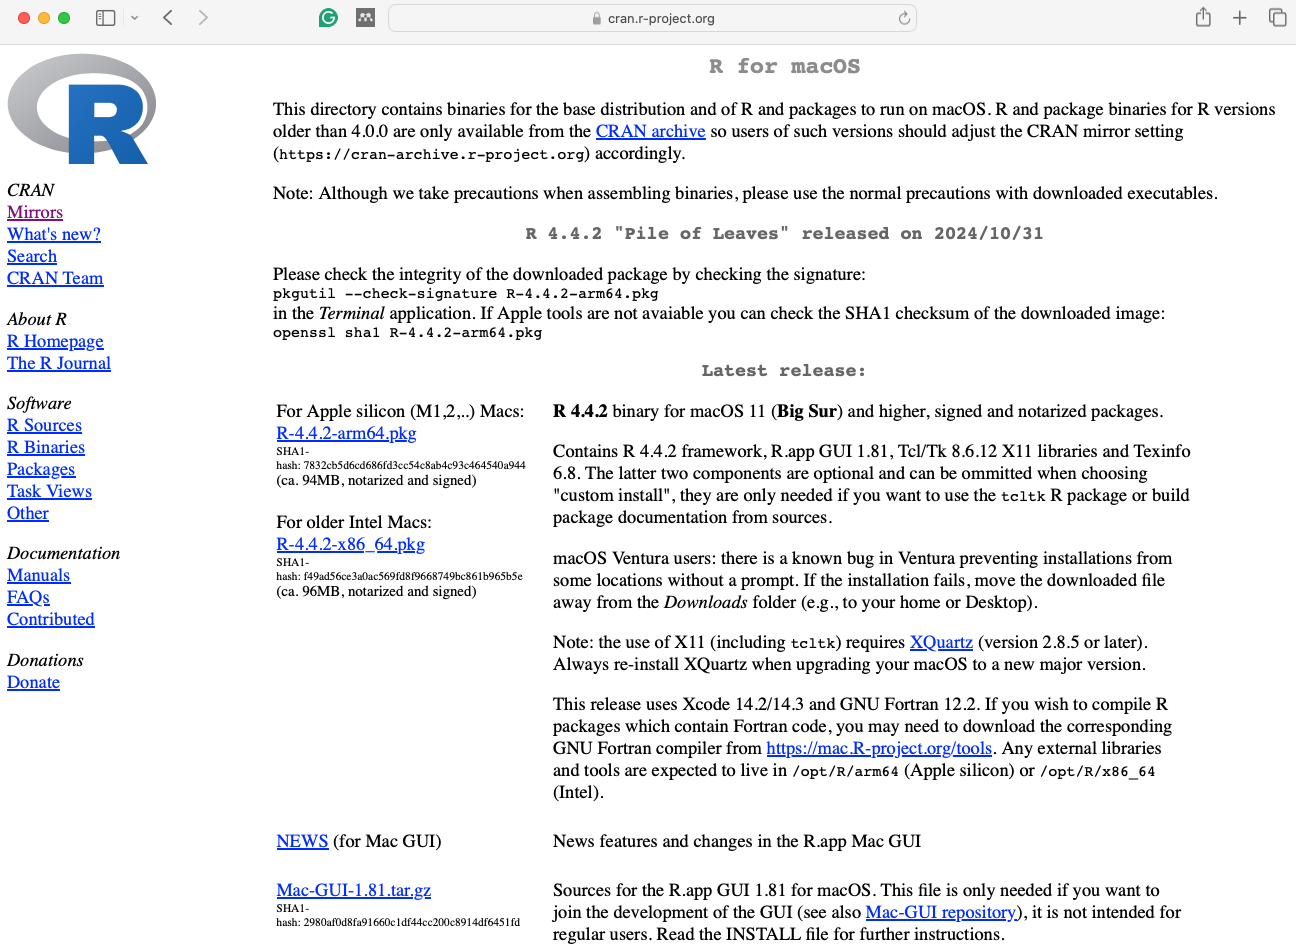 cran.r-project.org
R
CRAN
Mirrors
What's new?
Search
CRAN Team
About R
R Homepage
The R Journal
Software
R Sources
R Binaries
Packages
Task Views
Other
Documentation
Manuals
FAQs
Contributed
Donations
Donate
R for macOS
This directory contains binaries for the base distribution and of R and packages to run on macOS. R and package binaries for R versions
older than 4.0.0 are only available from the CRAN archive so users of such versions should adjust the CRAN mirror setting
(https://cran-archive.r-project.org) accordingly.
Note: Although we take precautions when assembling binaries, please use the normal precautions with downloaded executables.
R 4.4.2 "Pile of Leaves" released on 2024/10/31
Please check the integrity of the downloaded package by checking the signature:
pkgutil --check-signature R-4.4.2-arm64.pkg
in the Terminal application. If Apple tools are not avaiable you can check the SHA1 checksum of the downloaded image:
openssl sha1 R-4.4.2-arm64.pkg
Latest release:
For Apple silicon (M1,2,..) Macs:
R-4.4.2-arm64.pkg
SHA1-
hash: 7832cb5d6cd686fd3cc54c8ab4c93c464540a944
(ca. 94MB, notarized and signed)
For older Intel Macs:
R-4.4.2-x86_64.pkg
SHA1-
hash: f49ad56ce3a0ac569fd8f9668749bc861b965b5e
(ca. 96MB, notarized and signed)
R 4.4.2 binary for macOS 11 (Big Sur) and higher, signed and notarized packages.
Contains R 4.4.2 framework, R.app GUI 1.81, Tcl/Tk 8.6.12 X11 libraries and Texinfo
6.8. The latter two components are optional and can be ommitted when choosing
"custom install", they are only needed if you want to use the tcltk R package or build
package documentation from sources.
macOS Ventura users: there is a known bug in Ventura preventing installations from
some locations without a prompt. If the installation fails, move the downloaded file
away from the Downloads folder (e.g., to your home or Desktop).
Note: the use of X11 (including tcltk) requires XQuartz (version 2.8.5 or later).
Always re-install XQuartz when upgrading your macOS to a new major version.
This release uses Xcode 14.2/14.3 and GNU Fortran 12.2. If you wish to compile R
packages which contain Fortran code, you may need to download the corresponding
GNU Fortran compiler from https://mac.R-project.org/tools. Any external libraries
and tools are expected to live in /opt/R/arm64 (Apple silicon) or /opt/R/x86_64
(Intel).
NEWS (for Mac GUI)
News features and changes in the R.app Mac GUI
Mac-GUI-1.81.tar.gz
SHA1-
hash: 2980af0d8fa91660c1df44cc200c8914df6451fd
Sources for the R.app GUI 1.81 for macOS. This file is only needed if you want to
join the development of the GUI (see also Mac-GUI repository), it is not intended for
regular users. Read the INSTALL file for further instructions.